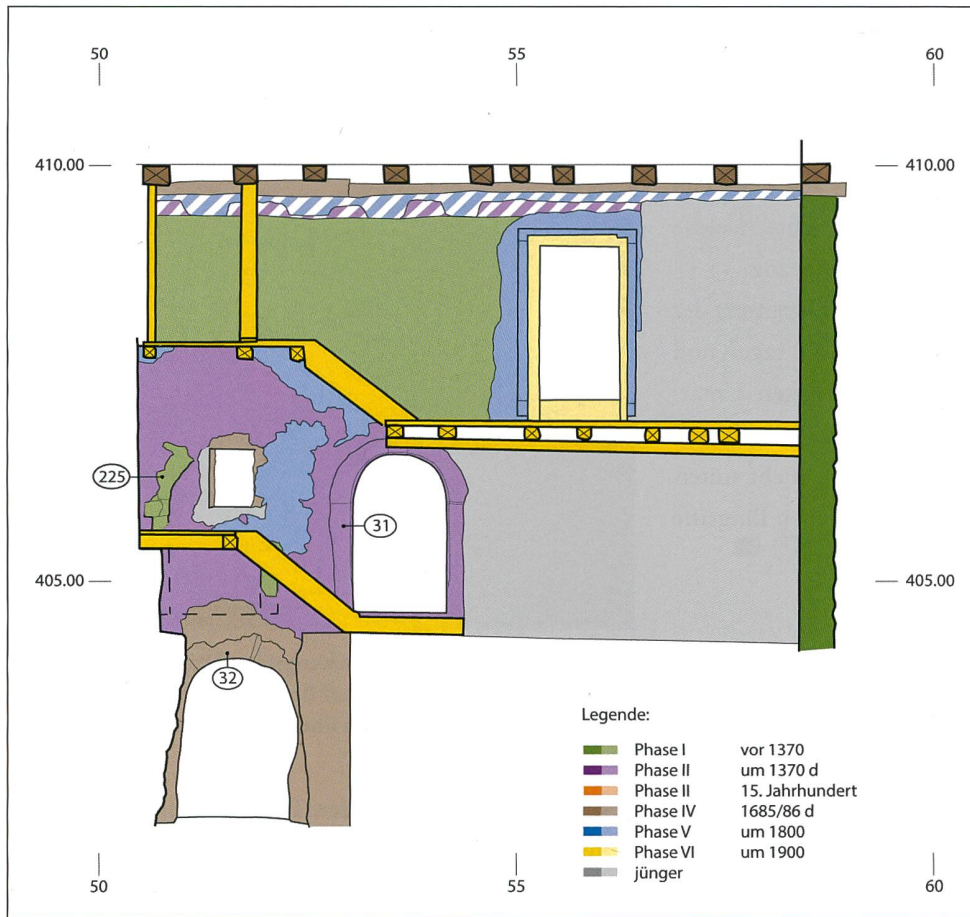 50 55 60
410.00 410.00
225
31
405.00 405.00
32
Legende:
Phase I vor 1370
Phase II um 1370 d
Phase II 15. Jahrhundert
Phase IV 1685/86 d
Phase V um 1800
Phase VI um 1900
jünger
50 55 60